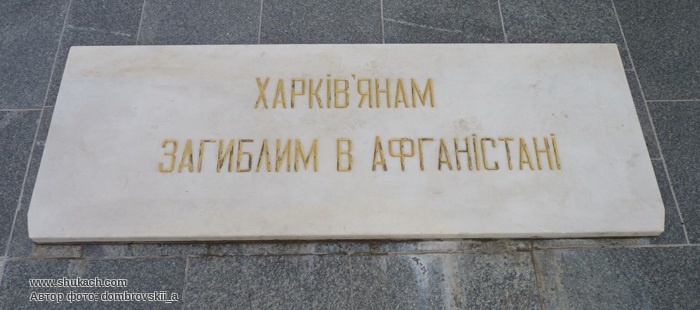 ХАРКІВ'ЯНАМ
ЗАГИБЛИМ В АФГАНІСТАНІ
www.shukach.com
Автор фото: dombrovskii_a